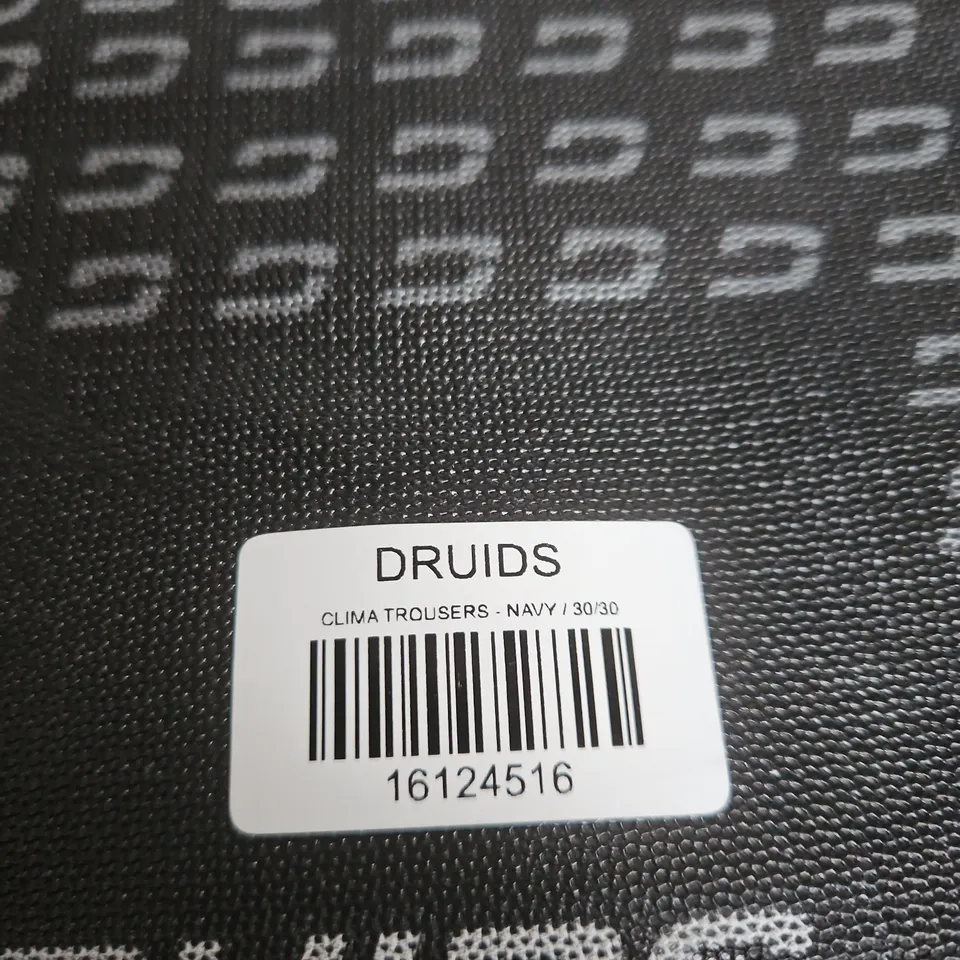 DRUIDS
CLIMA TROUSERS - NAVY / 30/30
16124516